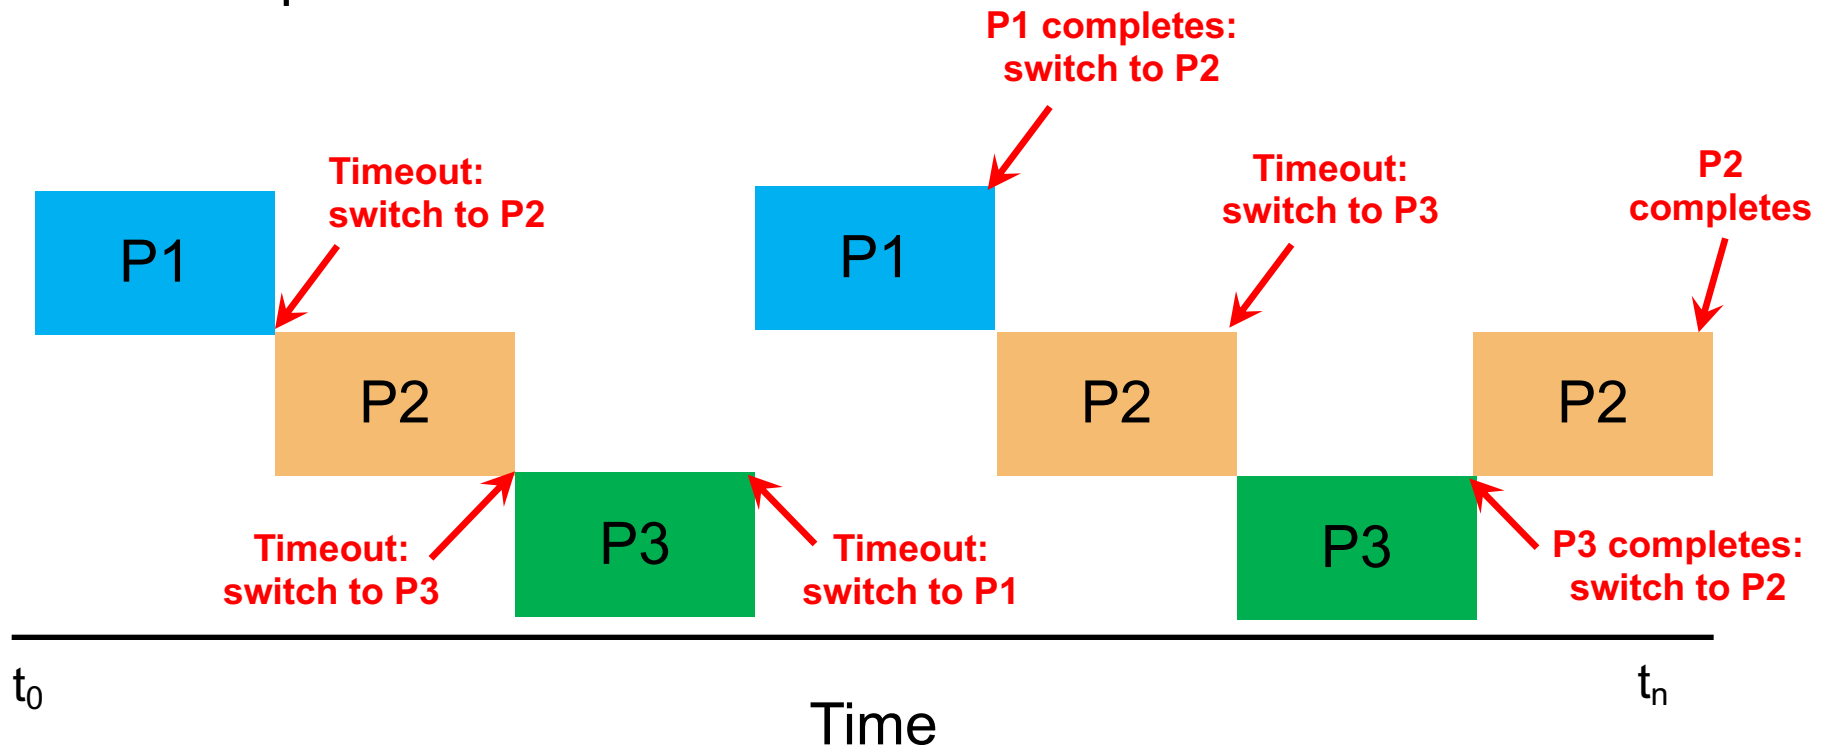 P1 completes:
switch to P2
Timeout:
switch to P2
Timeout:
switch to P3
P2
completes
P1
P1
P2
P2
P2
P3
P3
Timeout:
switch to P3
Timeout:
switch to P1
P3 completes:
switch to P2
t0
tn
Time